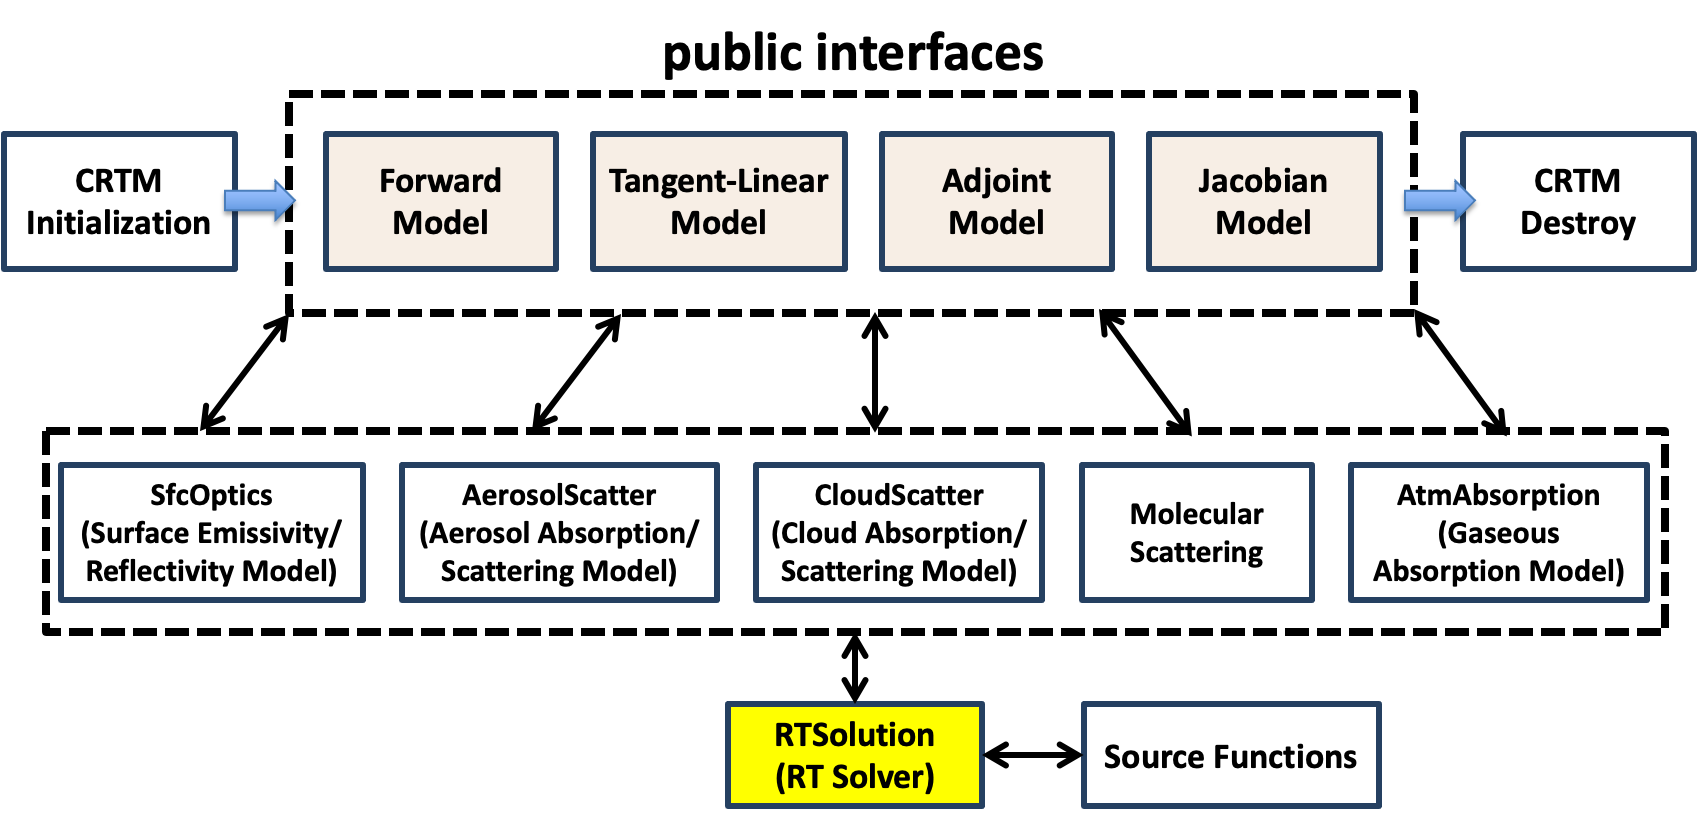 public interfaces
CRTM
Initialization
Forward
Model
Tangent-Linear
Model
Adjoint
Model
Jacobian
Model
CRTM
Destroy
SfcOptics
(Surface Emissivity/
Reflectivity Model)
AerosolScatter
(Aerosol Absorption/
Scattering Model)
CloudScatter
(Cloud Absorption/
Scattering Model)
Molecular
Scattering
AtmAbsorption
(Gaseous
Absorption Model)
RTSolution
(RT Solver)
Source Functions